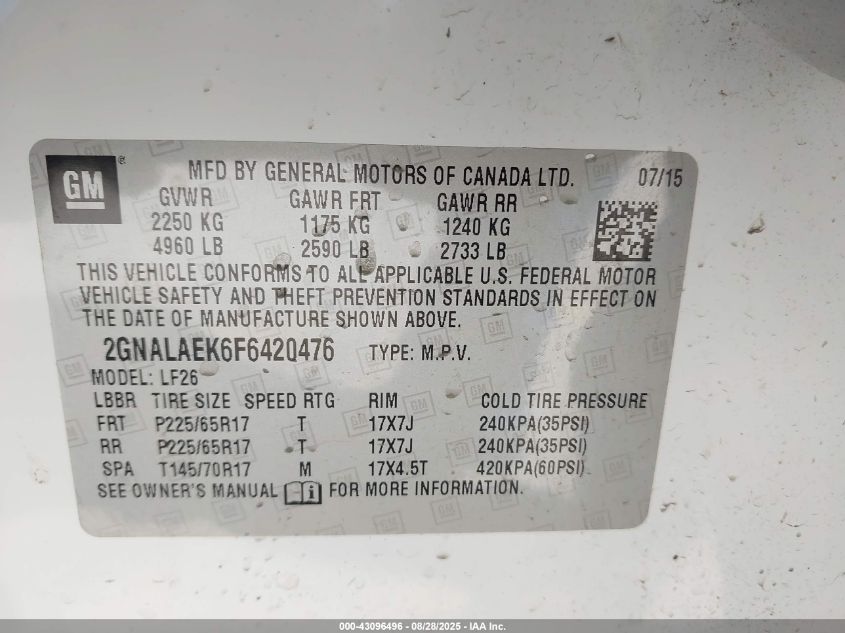 GM ®
MFD BY GENERAL MOTORS OF CANADA LTD. 07/15
GVWR GAWR FRT GAWR RR
2250 KG 1175 KG 1240 KG
4960 LB 2590 LB 2733 LB
THIS VEHICLE CONFORMS TO ALL APPLICABLE U.S. FEDERAL MOTOR
VEHICLE SAFETY AND THEFT PREVENTION STANDARDS IN EFFECT ON
THE DATE OF MANUFACTURE SHOWN ABOVE.
2GNALAEK6F6420476 TYPE: M.P.V.
MODEL: LF26
LBBR TIRE SIZE SPEED RTG RIM COLD TIRE PRESSURE
FRT P225/65R17 T 17X7J 240KPA(35PSI)
RR P225/65R17 T 17X7J 240KPA(35PSI)
SPA T145/70R17 M 17X4.5T 420KPA(60PSI)
SEE OWNER'S MANUAL i FOR MORE INFORMATION.
000-43096496 - 08/28/2025 - IAA Inc.